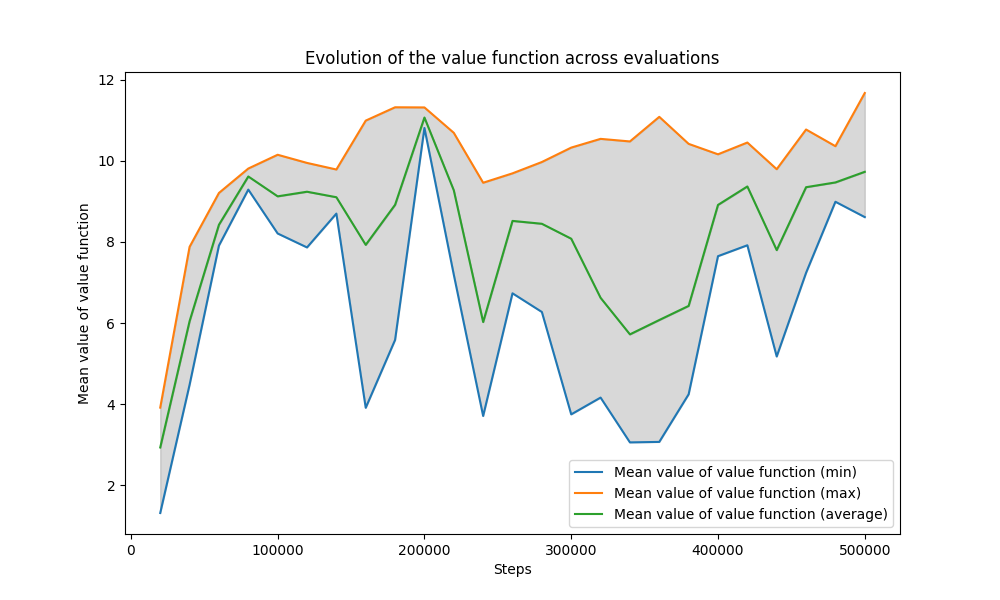 Evolution of the value function across evaluations
Mean value of value function
12
10
8
6
4
2
Mean value of value function (min)
Mean value of value function (max)
Mean value of value function (average)
0
100000
200000
300000
400000
500000
Steps